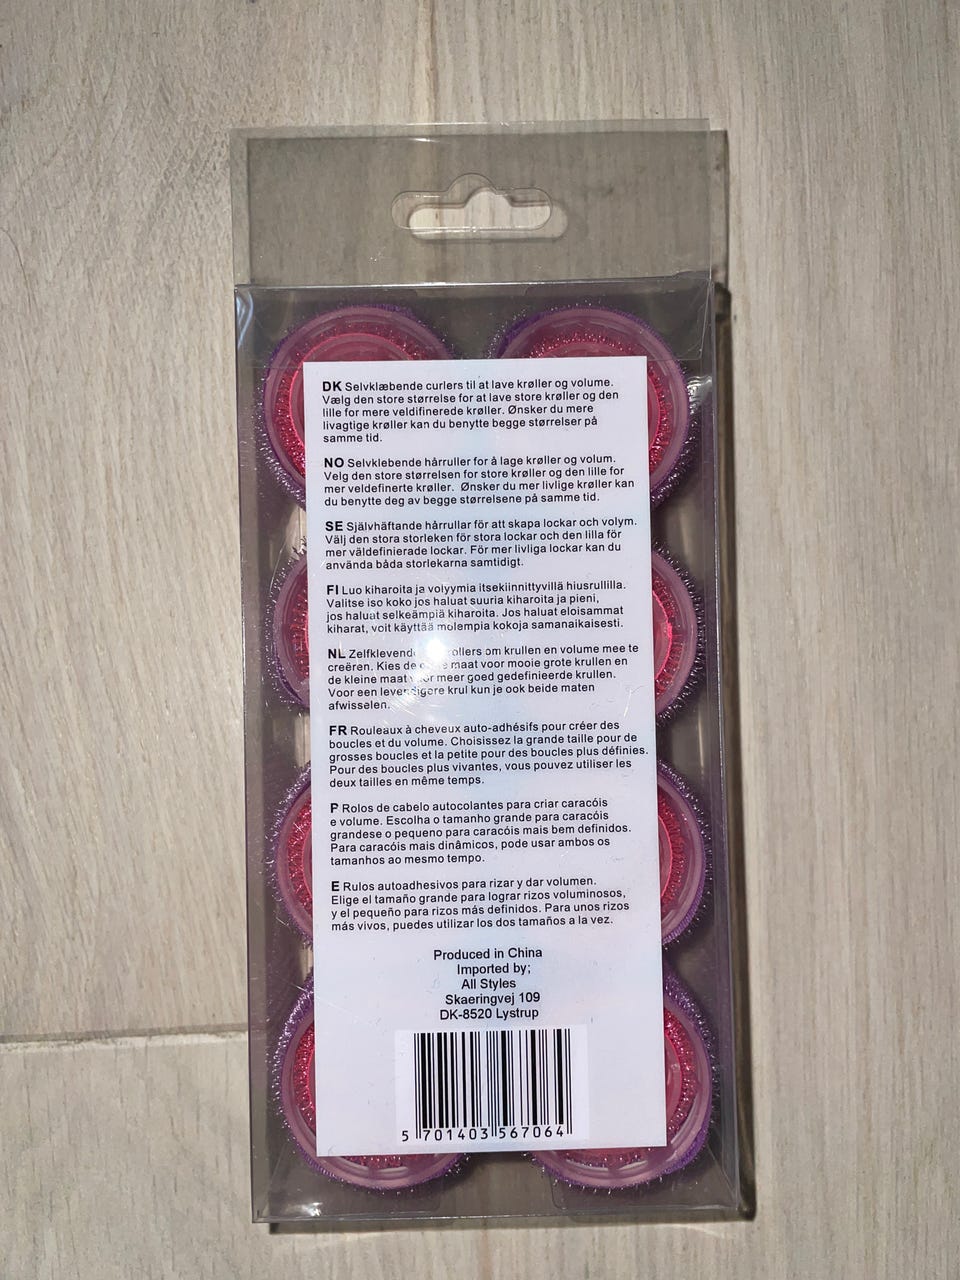 DK Selvklæbende curlers til at lave krøller og volume.
Vælg den store størrelse for at lave store krøller og den
lille for mere veldifinerede krøller. Ønsker du mere
livagtige krøller kan du benytte begge størrelser på
samme tid.
NO Selvklebende hårruller for å lage krøller og volum.
Velg den store størrelsen for store krøller og den lille for
mer veldefinerte krøller. Ønsker du mer livlige krøller kan
du benytte deg av begge størrelsene på samme tid.
SE Självhäftande hårrullar för att skapa lockar och volym.
Välj den stora storleken för stora lockar och den lilla för
mer väldefinierade lockar. För mer livliga lockar kan du
använda båda storlekarna samtidigt.
FI Luo kiharoita ja volyymia itsekiinnittyvillä hiusrullilla.
Valitse iso koko jos haluat suuria kiharoita ja pieni,
jos haluat selkeämpiä kiharoita. Jos haluat eloisammat
kiharat, voit käyttää molempia kokoja samanaikaisesti.
NL Zelfklevende rollers om krullen en volume mee te
creëren. Kies de maat voor mooie grote krullen en
de kleine maat voor meer goed gedefinieerde krullen.
Voor een levendigere krul kun je ook beide maten
afwisselen.
FR Rouleaux à cheveux auto-adhésifs pour créer des
boucles et du volume. Choisissez la grande taille pour de
grosses boucles et la petite pour des boucles plus définies.
Pour des boucles plus vivantes, vous pouvez utiliser les
deux tailles en même temps.
P Rolos de cabelo autocolantes para criar caracóis
e volume. Escolha o tamanho grande para caracóis
grandese o pequeno para caracóis mais bem definidos.
Para caracóis mais dinâmicos, pode usar ambos os
tamanhos ao mesmo tempo.
E Rulos autoadhesivos para rizar y dar volumen.
Elige el tamaño grande para lograr rizos voluminosos,
y el pequeño para rizos más definidos. Para unos rizos
más vivos, puedes utilizar los dos tamaños a la vez.
Produced in China
Imported by;
All Styles
Skaeringvej 109
DK-8520 Lystrup
5 701403 567064